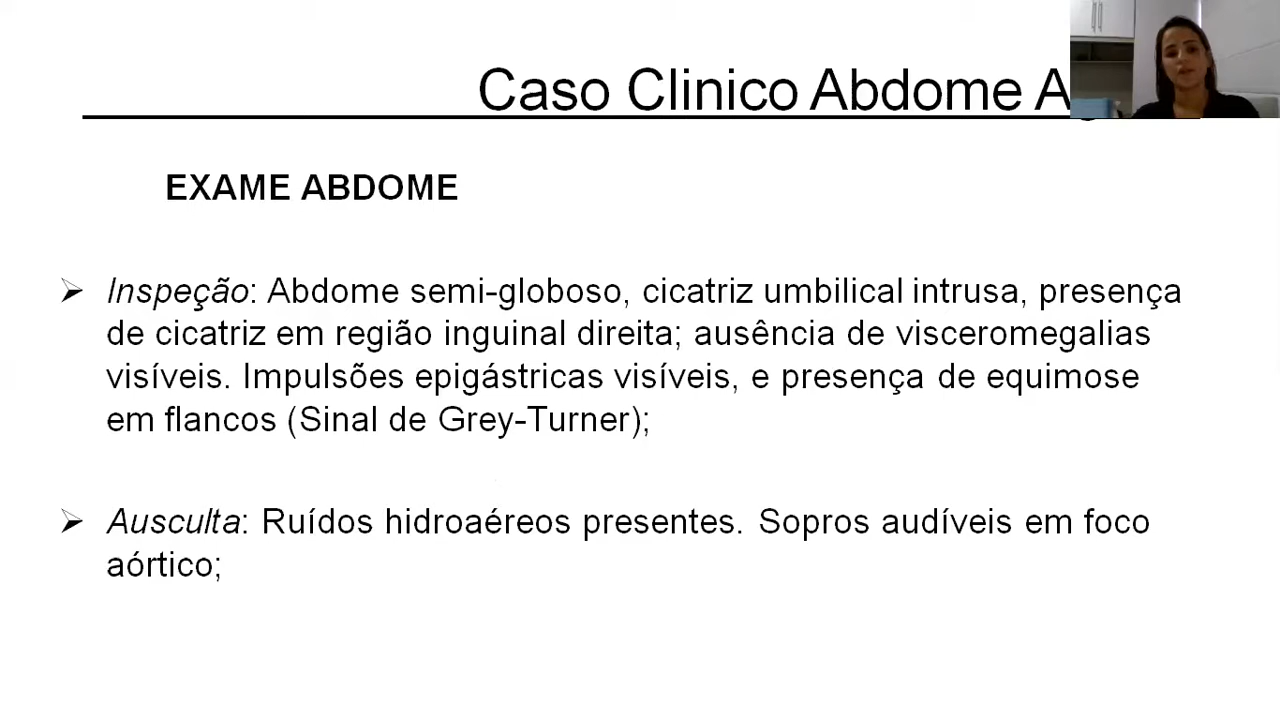 Caso Clinico Abdome
EXAME ABDOME
Inspeção: Abdome semi-globoso, cicatriz umbilical intrusa, presença
de cicatriz em região inguinal direita; ausência de visceromegalias
visíveis. Impulsões epigástricas visíveis, e presença de equimose
em flancos (Sinal de Grey-Turner);
Ausculta: Ruídos hidroaéreos presentes. Sopros audíveis em foco
aórtico;